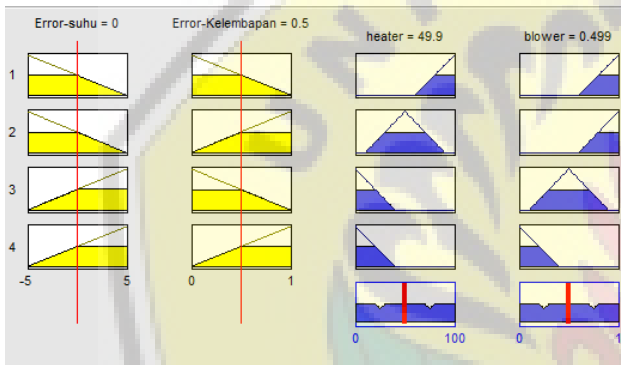 Error-suhu = 0 Error-Kelembapan = 0.5 heater = 49.9 blower = 0.499
1
2
3
4
-5 5 0 1
0 100 0 1